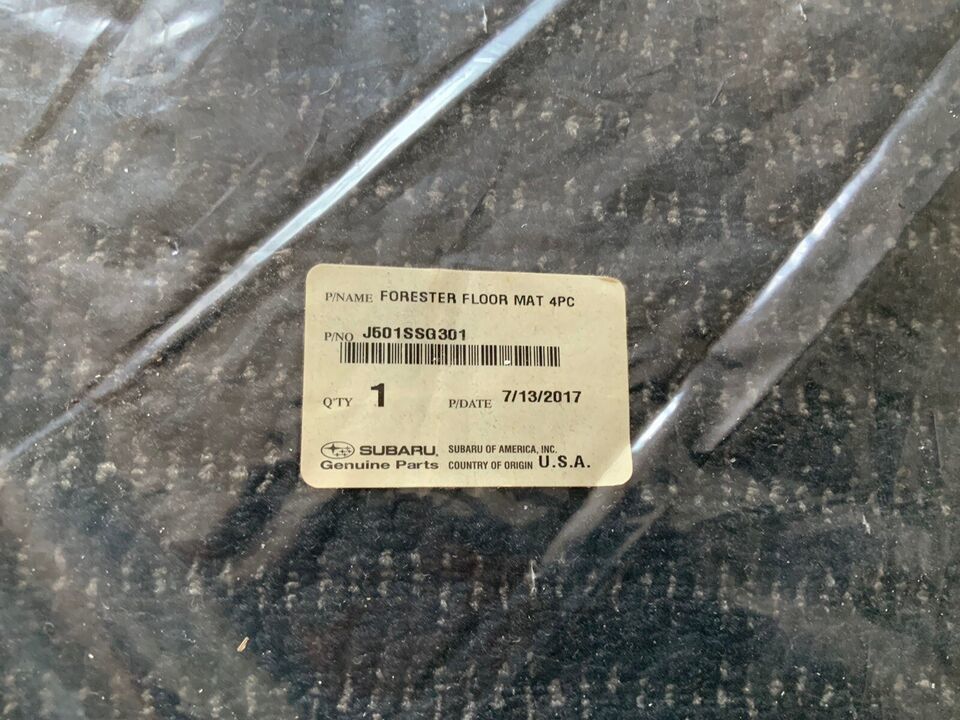 P/NAME FORESTER FLOOR MAT 4PC
P/NO J501SSG301
Q'TY 1 P/DATE 7/13/2017
SUBARU. SUBARU OF AMERICA, INC.
Genuine Parts COUNTRY OF ORIGIN U.S.A.